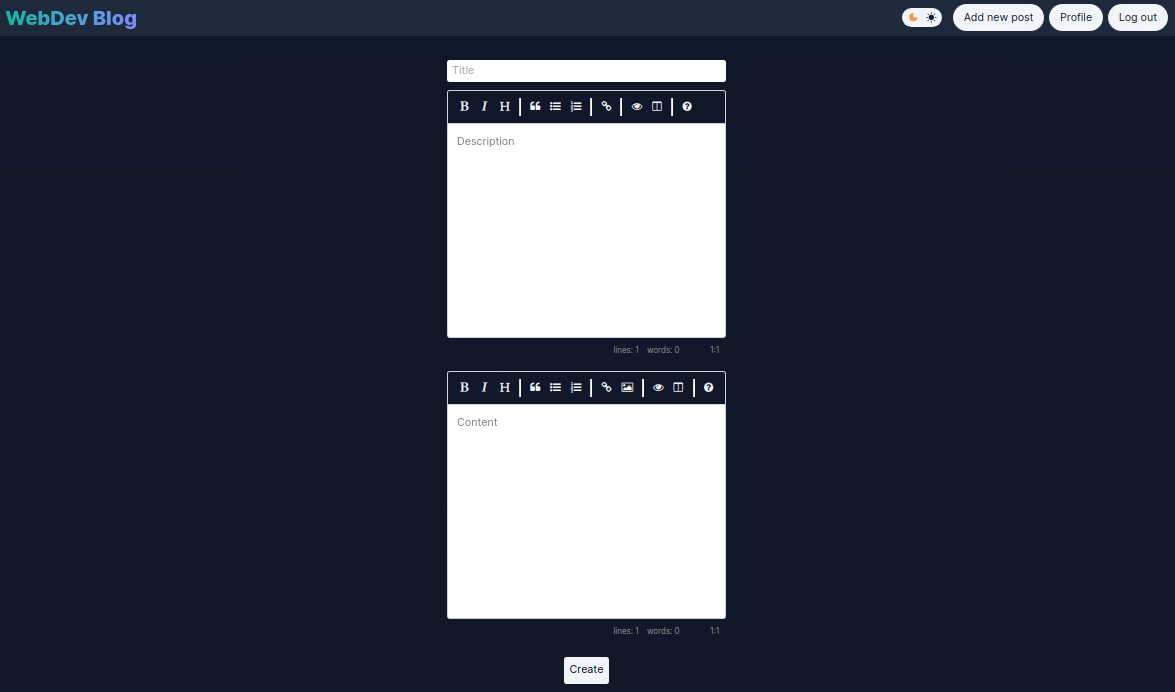 WebDev Blog Add new post Profile Log out
Title
B I H
Description
lines: 1 words: 0 1:1
B I H
Content
lines: 1 words: 0 1:1
Create